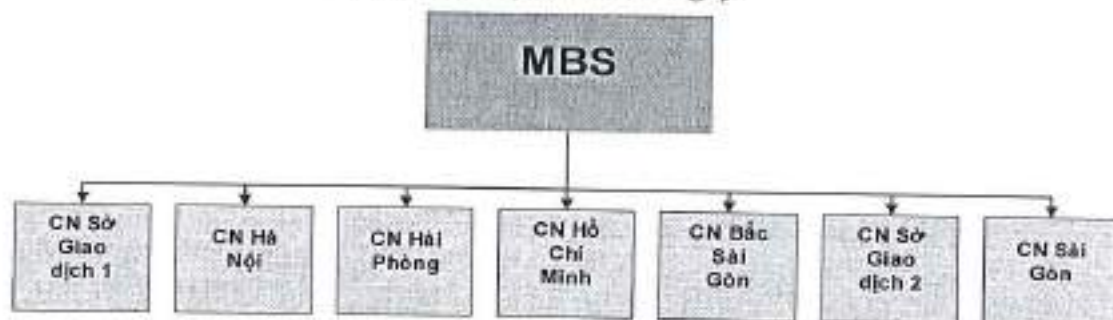 MBS
CN Sở
Giao
dịch 1
CN Hà
Nội
CN Hải
Phòng
CN Hồ
Chí
Minh
CN Bắc
Sài
Gòn
CN Sở
Giao
dịch 2
CN Sài
Gòn